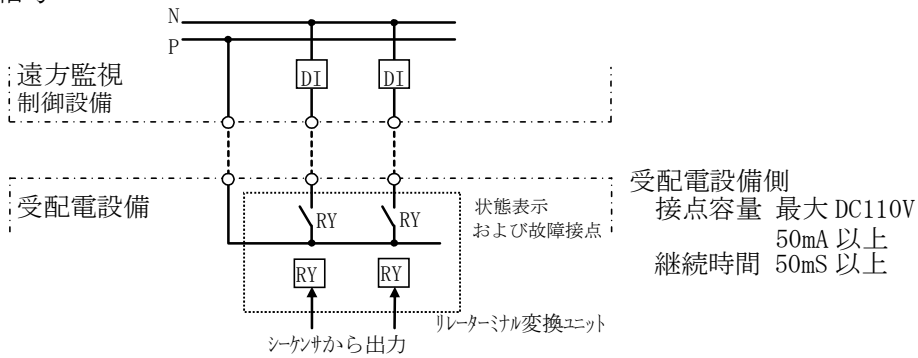 N
P
DI DI
遠方監視
制御設備
受配電設備
RY RY
状態表示
および故障接点
RY RY
リレーターミナル変換ユニット
シーケンサから出力
受配電設備側
接点容量 最大 DC110V
50mA 以上
継続時間 50mS 以上